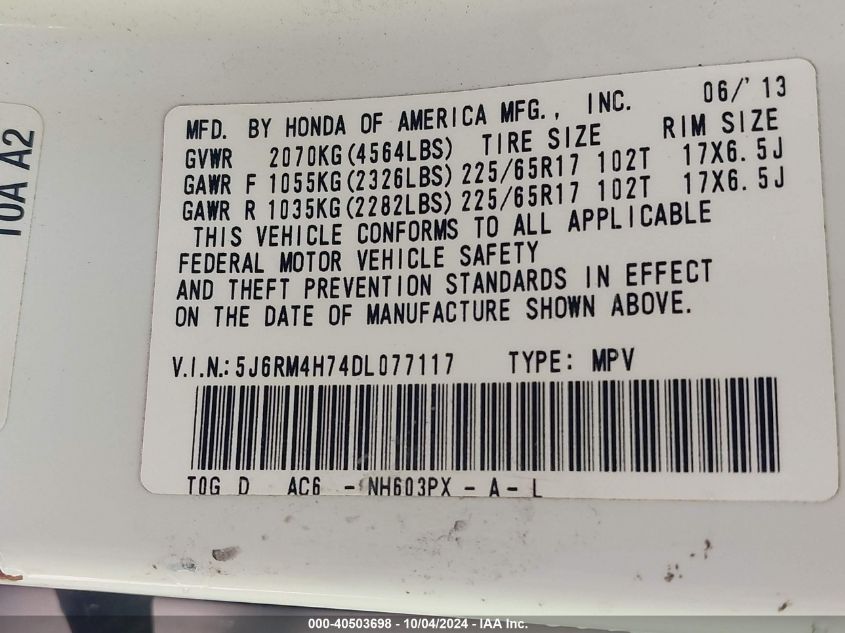 10A A2
MFD. BY HONDA OF AMERICA MFG., INC. 06/'13
GVWR 2070KG(4564LBS) TIRE SIZE RIM SIZE
GAWR F 1055KG(2326LBS) 225/65R17 102T 17X6.5J
GAWR R 1035KG(2282LBS) 225/65R17 102T 17X6.5J
THIS VEHICLE CONFORMS TO ALL APPLICABLE
FEDERAL MOTOR VEHICLE SAFETY
AND THEFT PREVENTION STANDARDS IN EFFECT
ON THE DATE OF MANUFACTURE SHOWN ABOVE.
V.I.N.: 5J6RM4H74DL077117 TYPE: MPV
T0G D AC6 - NH603PX - A - L
000-40503698 - 10/04/2024 - IAA Inc.